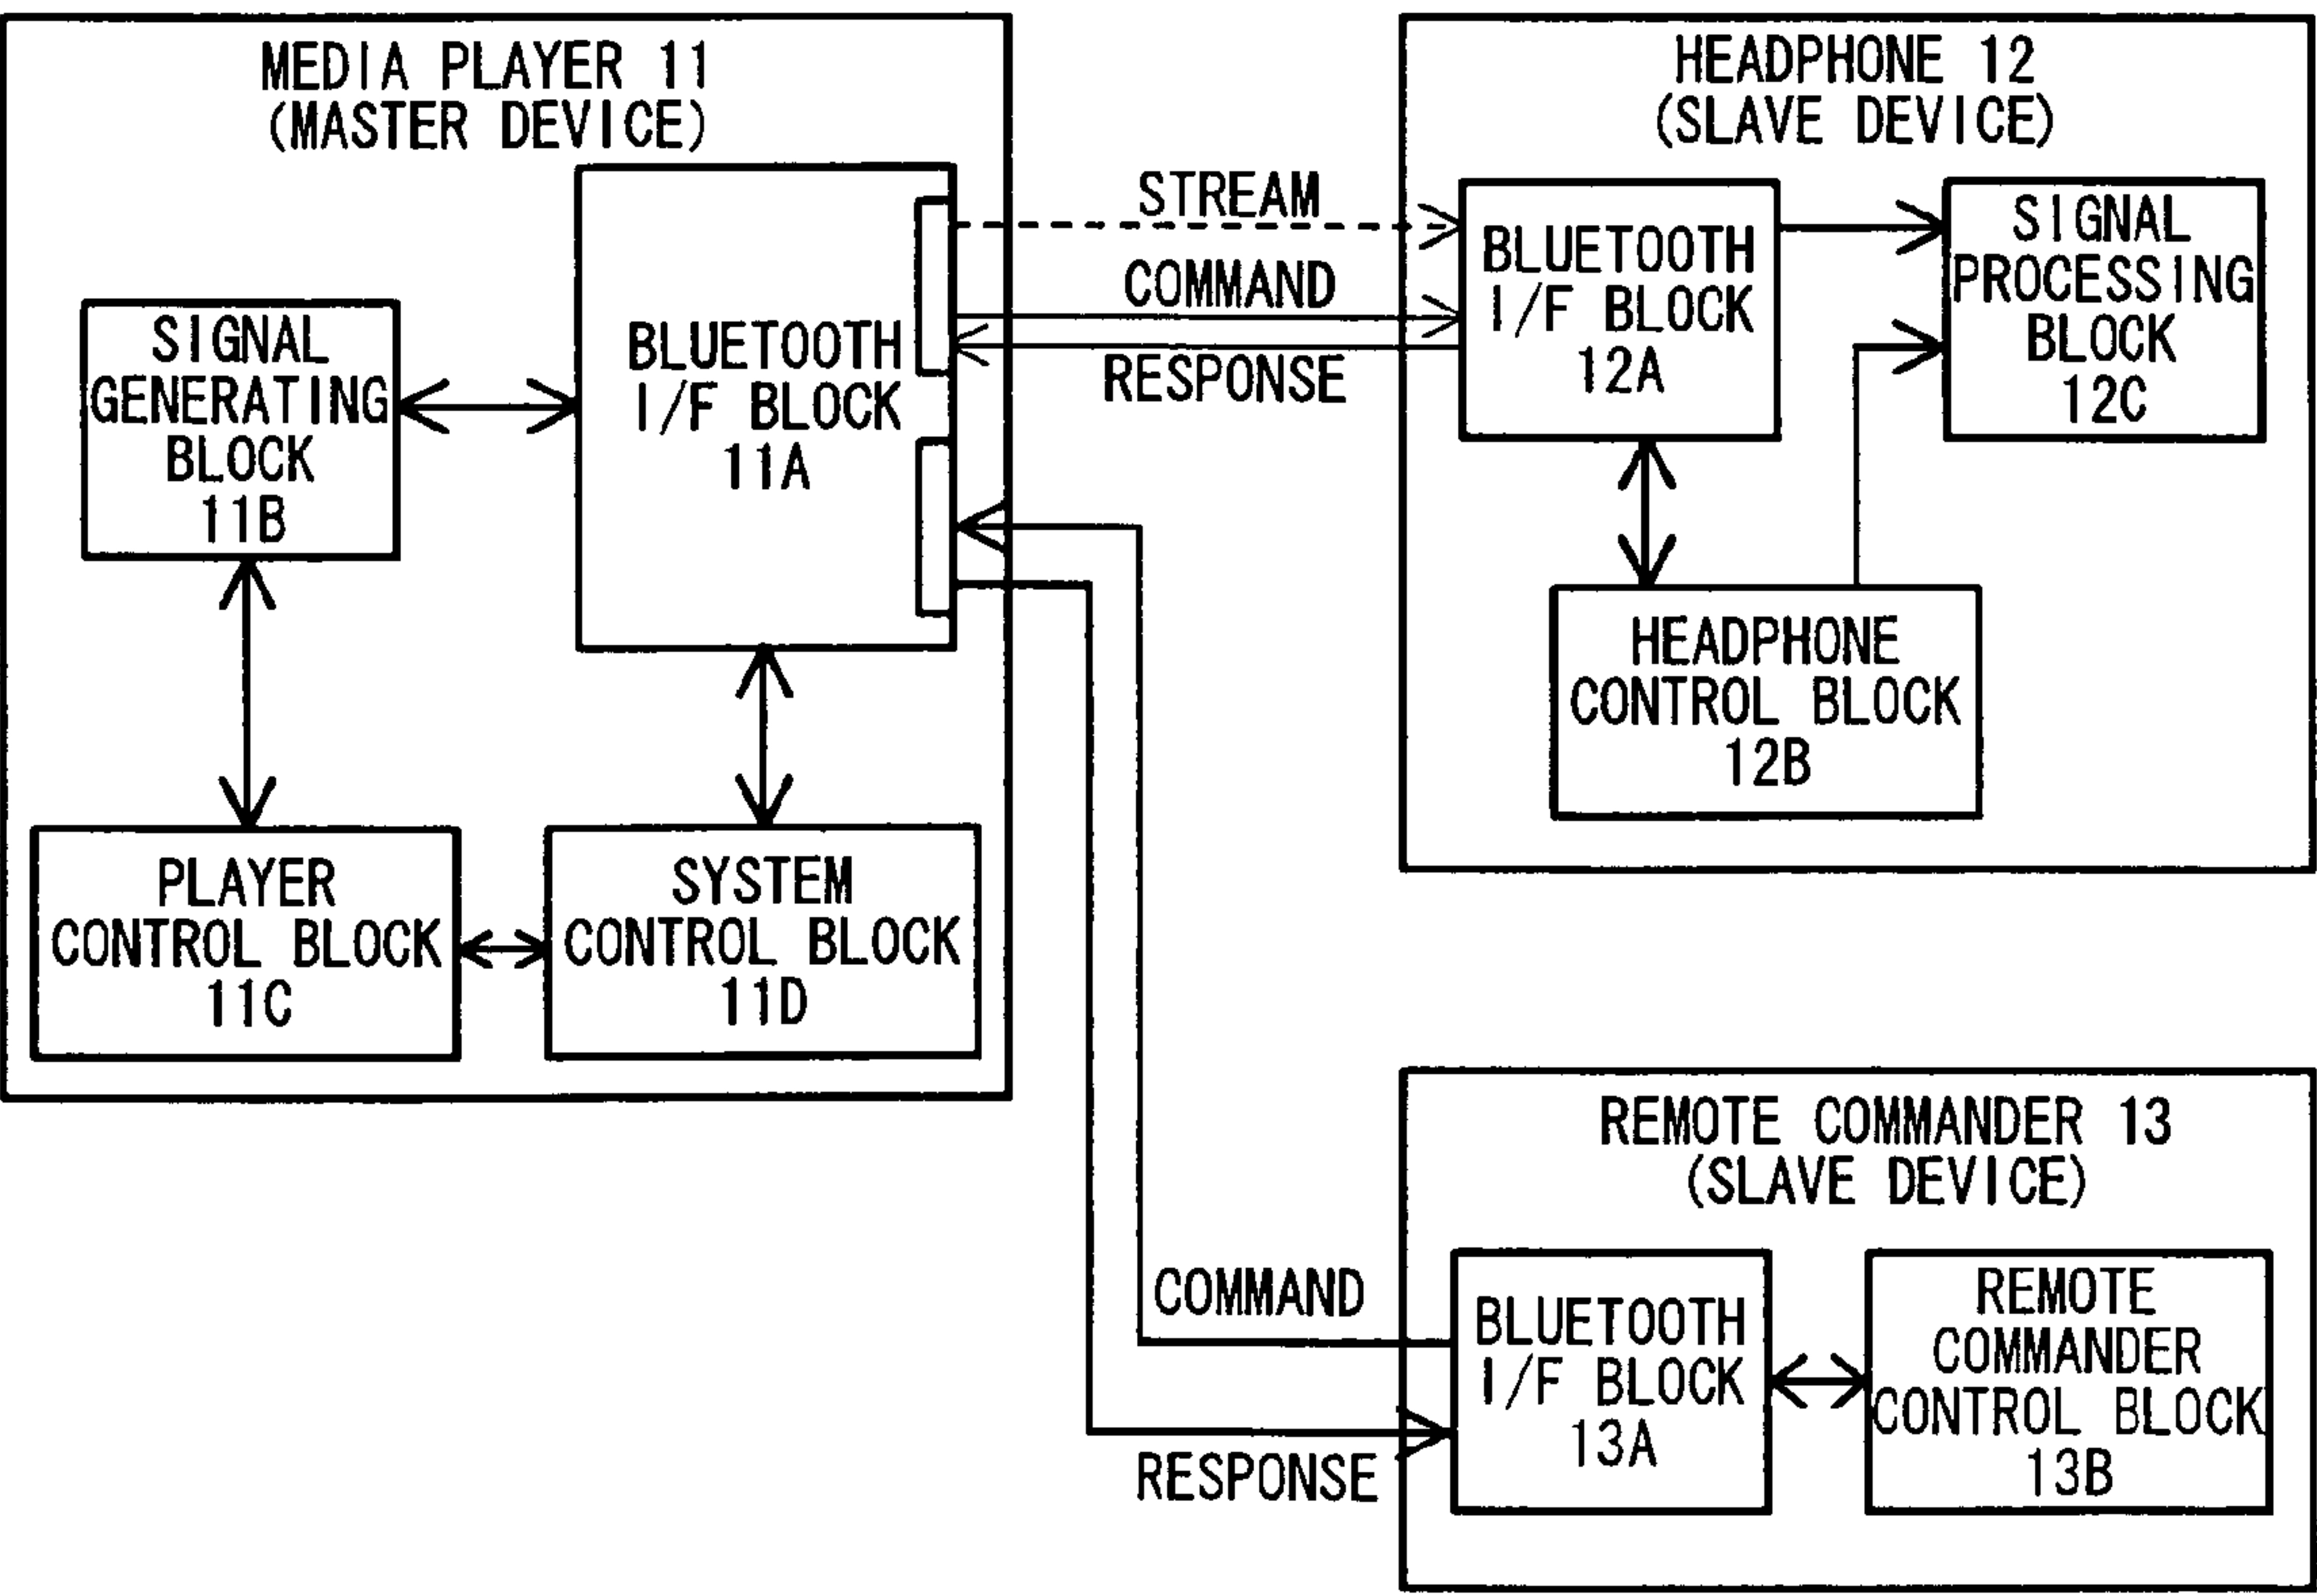 MEDIA PLAYER 11
(MASTER DEVICE)
SIGNAL
GENERATING
BLOCK
11B
BLUETOOTH
I/F BLOCK
11A
PLAYER
CONTROL BLOCK
11C
SYSTEM
CONTROL BLOCK
11D
STREAM
COMMAND
RESPONSE
HEADPHONE 12
(SLAVE DEVICE)
BLUETOOTH
I/F BLOCK
12A
SIGNAL
PROCESSING
BLOCK
12C
HEADPHONE
CONTROL BLOCK
12B
COMMAND
RESPONSE
REMOTE COMMANDER 13
(SLAVE DEVICE)
BLUETOOTH
I/F BLOCK
13A
REMOTE
COMMANDER
CONTROL BLOCK
13B